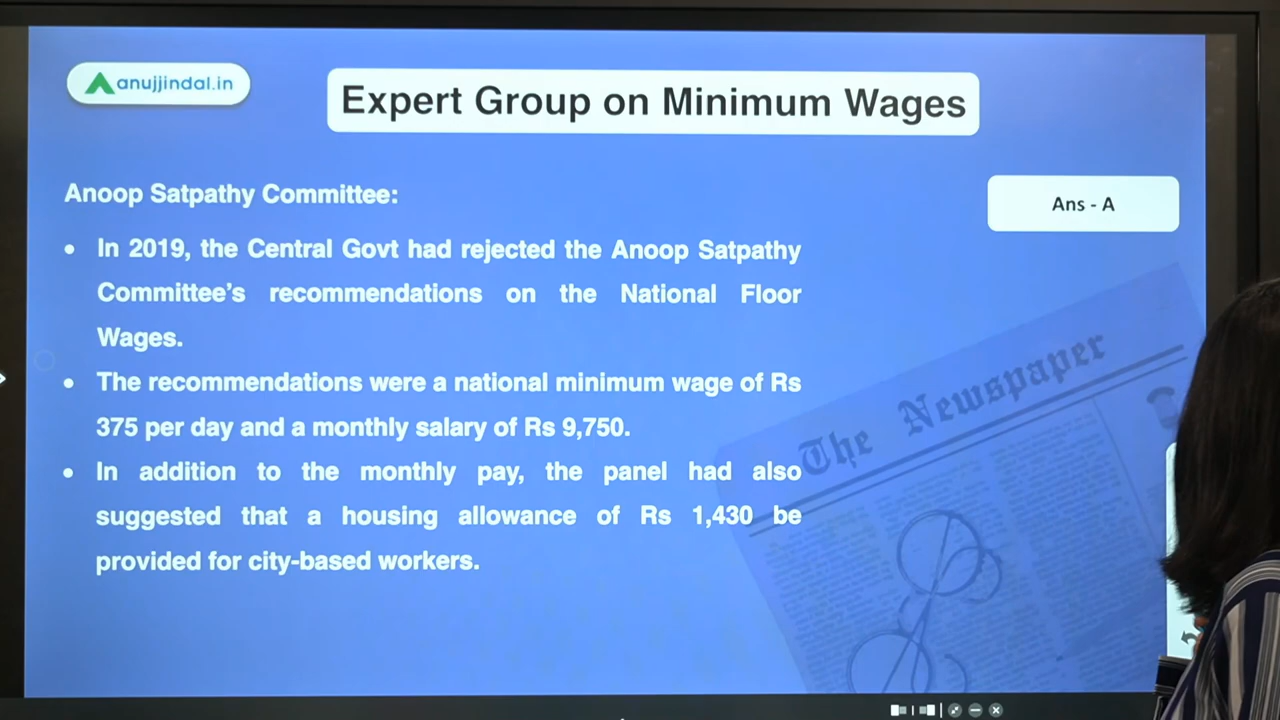 anujjindal.in
Expert Group on Minimum Wages
Anoop Satpathy Committee:
Ans - A
• In 2019, the Central Govt had rejected the Anoop Satpathy
Committee’s recommendations on the National Floor
Wages.
• The recommendations were a national minimum wage of Rs
375 per day and a monthly salary of Rs 9,750.
• In addition to the monthly pay, the panel had also
suggested that a housing allowance of Rs 1,430 be
provided for city-based workers.
The Newspaper